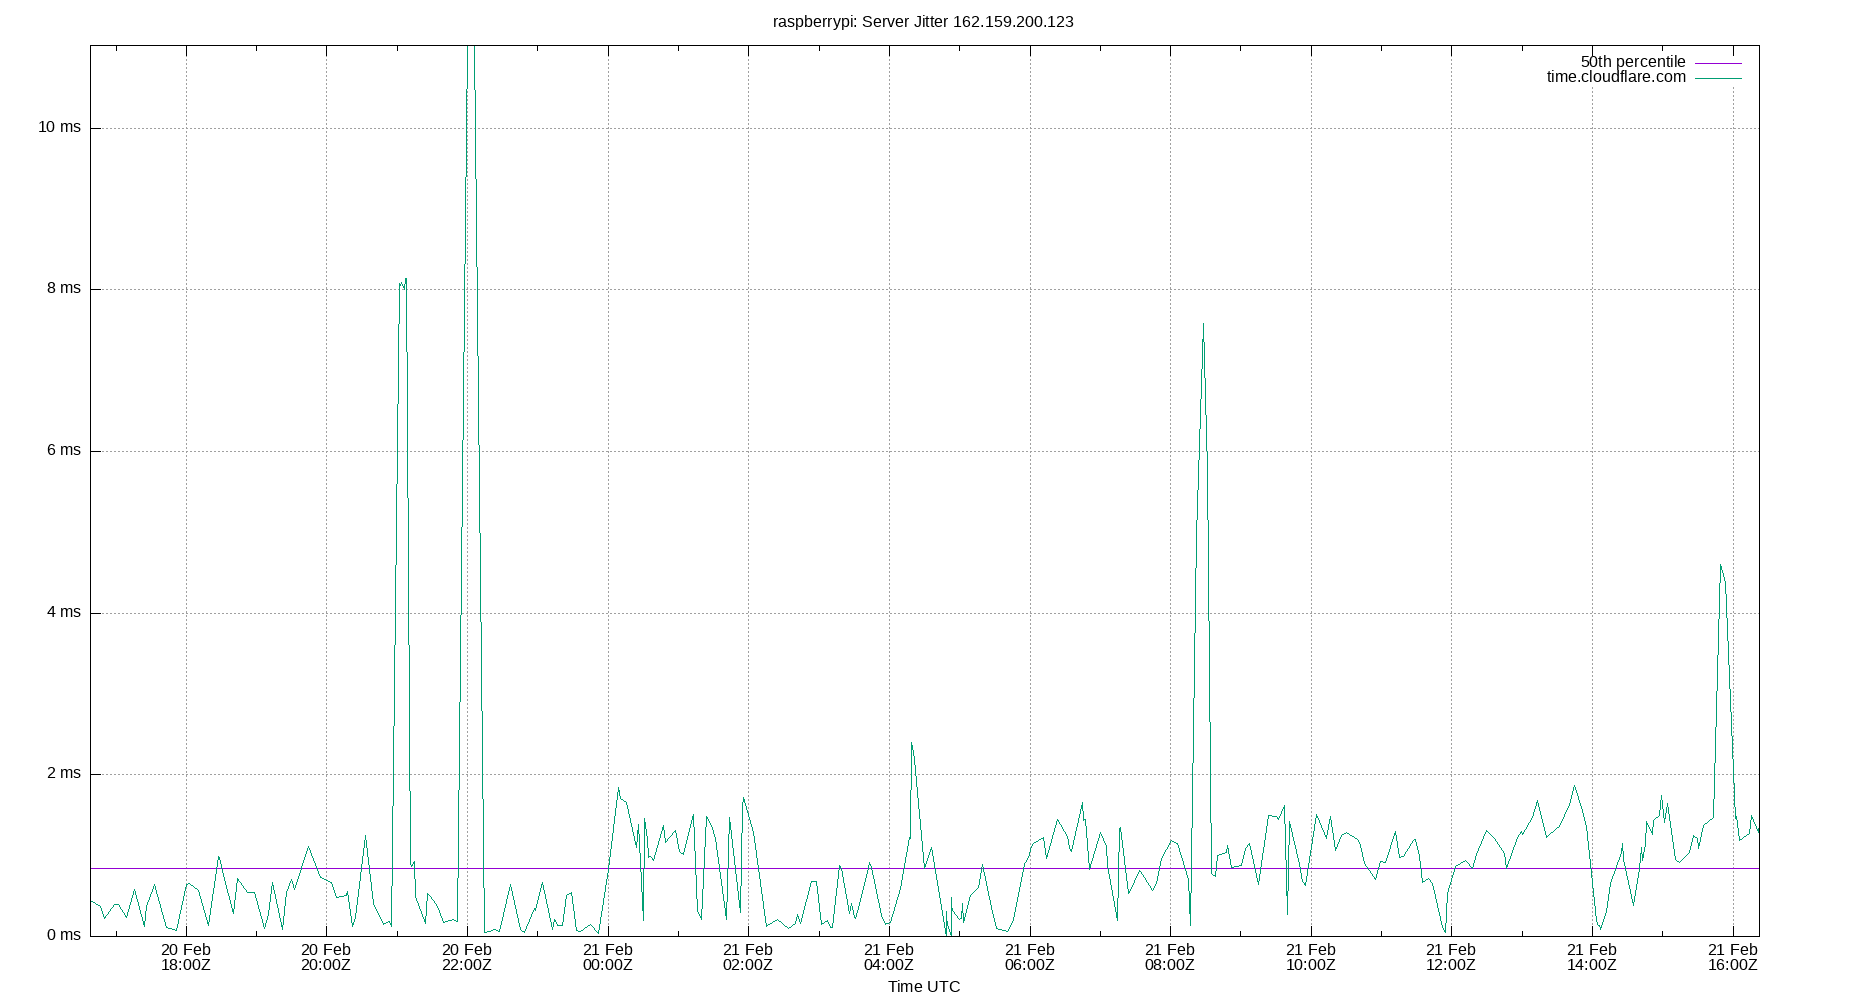 raspberrypi: Server Jitter 162.159.200.123
50th percentile
time.cloudflare.com
10 ms
8 ms
6 ms
4 ms
2 ms
0 ms
20 Feb 20 Feb 20 Feb 21 Feb 21 Feb 21 Feb 21 Feb 21 Feb 21 Feb 21 Feb 21 Feb 21 Feb
18:00Z 20:00Z 22:00Z 00:00Z 02:00Z 04:00Z 06:00Z 08:00Z 10:00Z 12:00Z 14:00Z 16:00Z
Time UTC